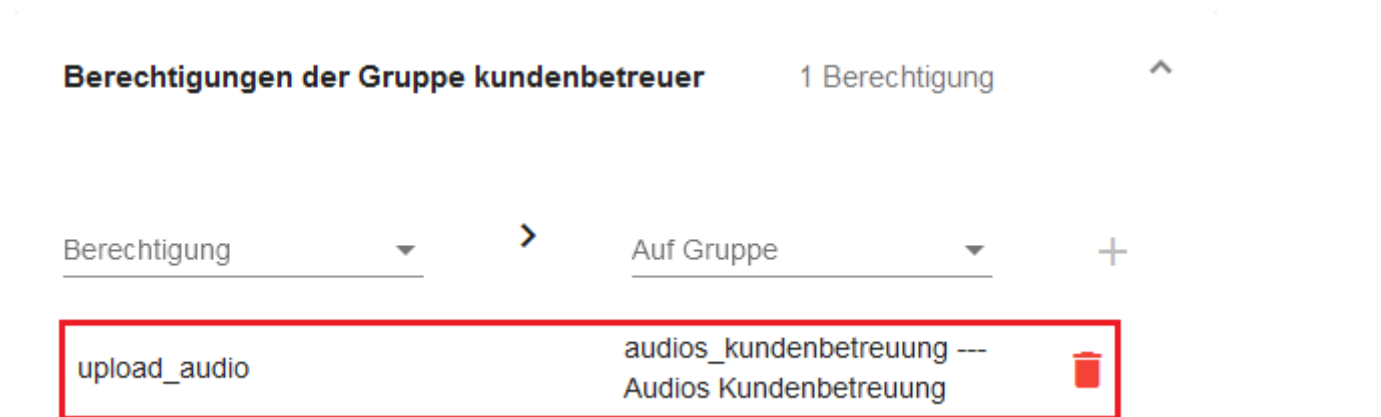 Berechtigungen der Gruppe kundenbetreuer 1 Berechtigung
Berechtigung Auf Gruppe
upload_audio
audios_kundenbetreuung ---
Audios Kundenbetreuung